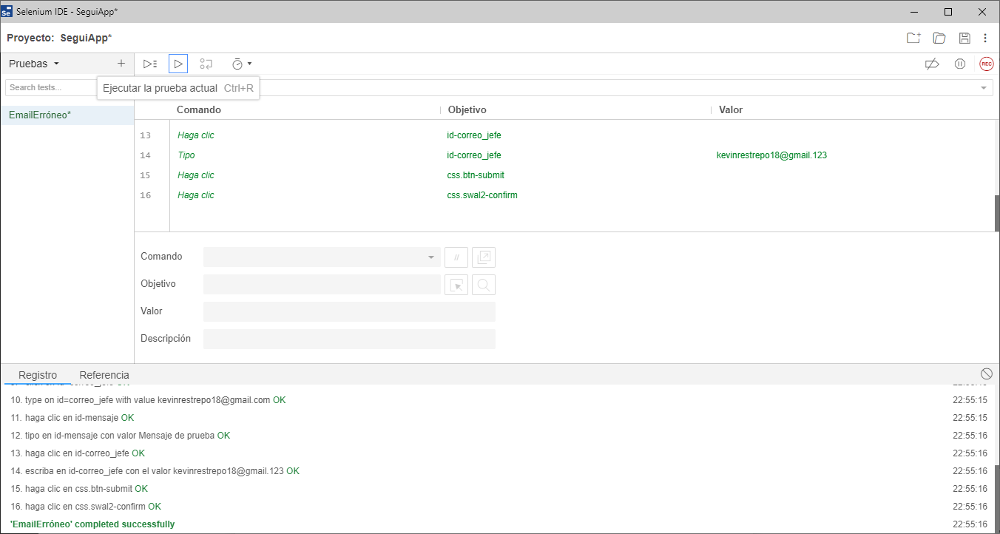 Selenium IDE - SeguiApp*
Proyecto: SeguiApp*
Pruebas
REC
Search tests...
Ejecutar la prueba actual Ctrl+R
EmailErróneo*
Comando Objetivo Valor
13 Haga clic id-correo_jefe
14 Tipo id-correo_jefe kevinrestrepo18@gmail.123
15 Haga clic css.btn-submit
16 Haga clic css.swal2-confirm
Comando //
Objetivo
Valor
Descripción
Registro Referencia
10. type on id=correo_jefe with value kevinrestrepo18@gmail.com OK 22:55:15
11. haga clic en id-mensaje OK 22:55:15
12. tipo en id-mensaje con valor Mensaje de prueba OK 22:55:16
13. haga clic en id-correo_jefe OK 22:55:16
14. escriba en id-correo_jefe con el valor kevinrestrepo18@gmail.123 OK 22:55:16
15. haga clic en css.btn-submit OK 22:55:16
16. haga clic en css.swal2-confirm OK 22:55:16
'EmailErróneo' completed successfully 22:55:16